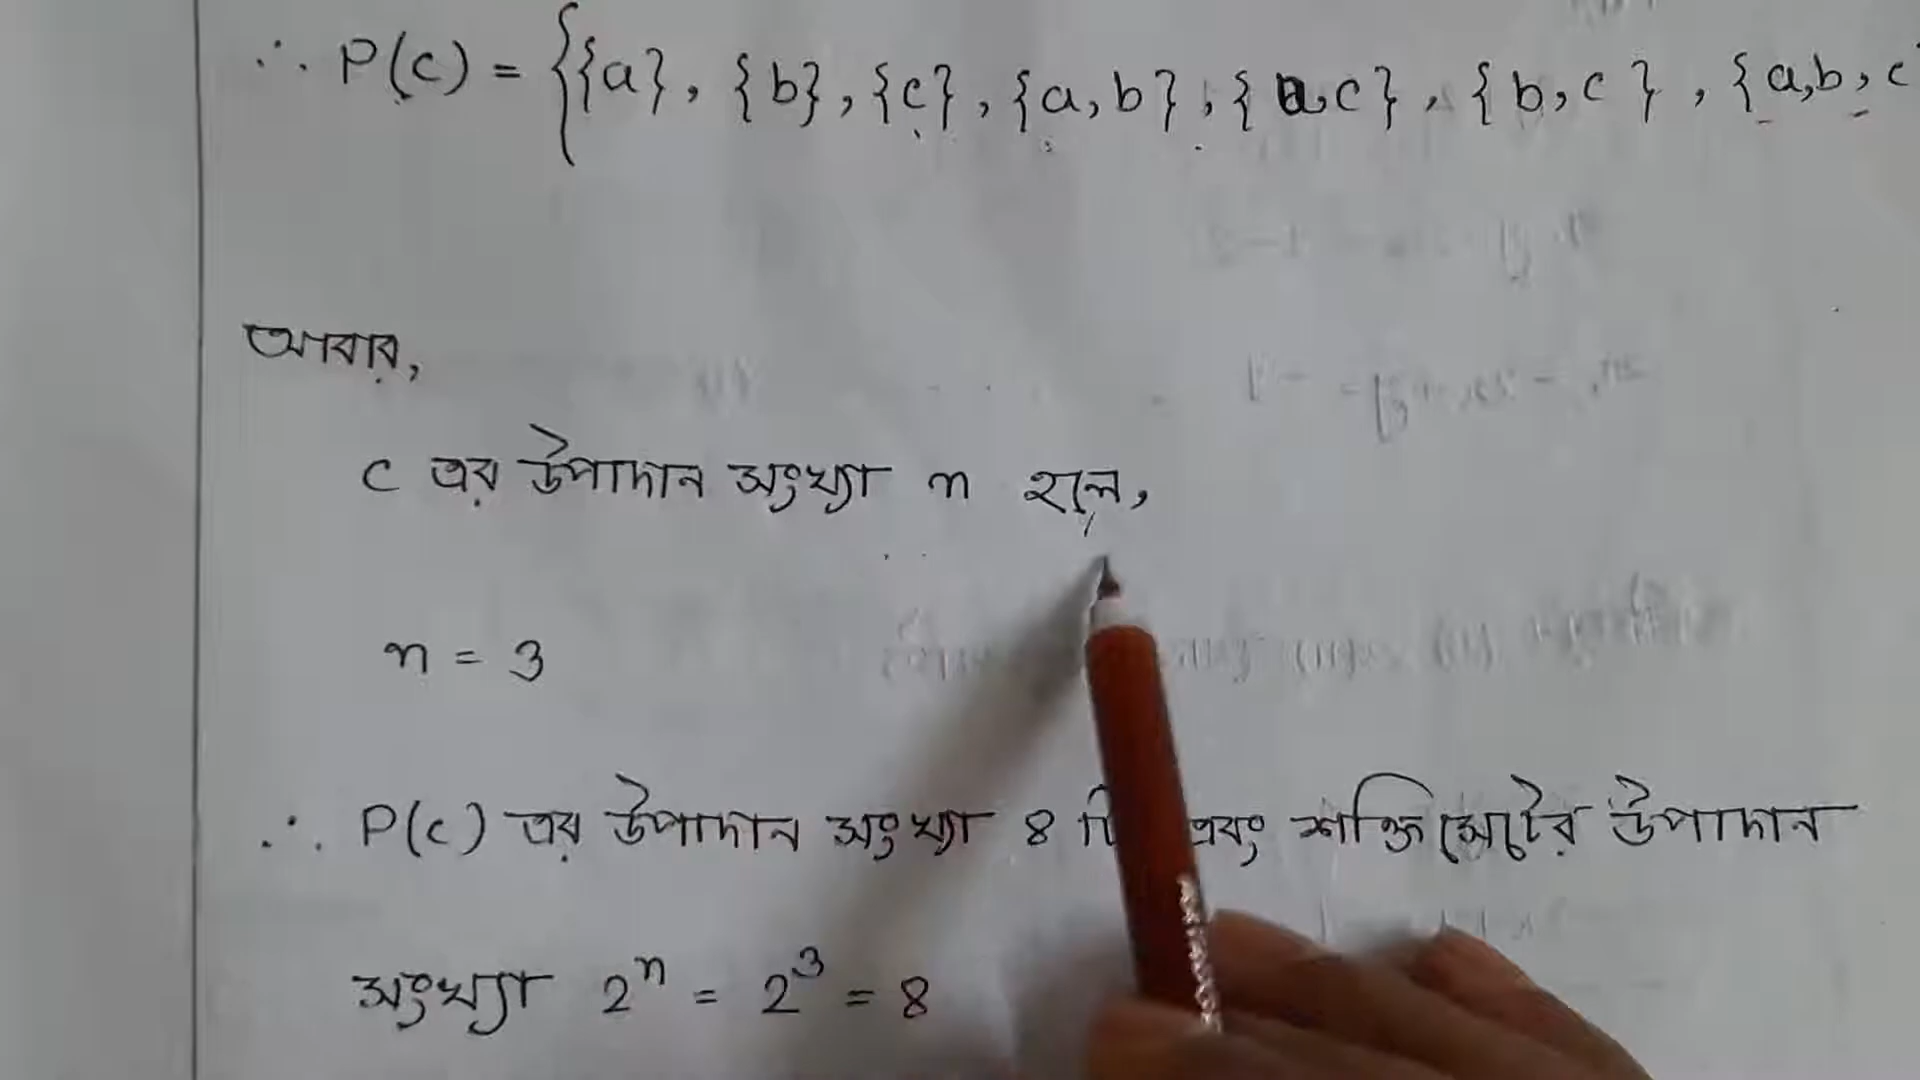 ∴ P(c) = {{a}, {b}, {c}, {a, b}, {a, c}, {b, c}, {a, b, c
আবার,
c এর উপাদান সংখ্যা n হলে,
n = 3
∴ P(c) এর উপাদান সংখ্যা 8 টি এবং শক্তি সেটের উপাদান
সংখ্যা 2ⁿ = 2³ = 8